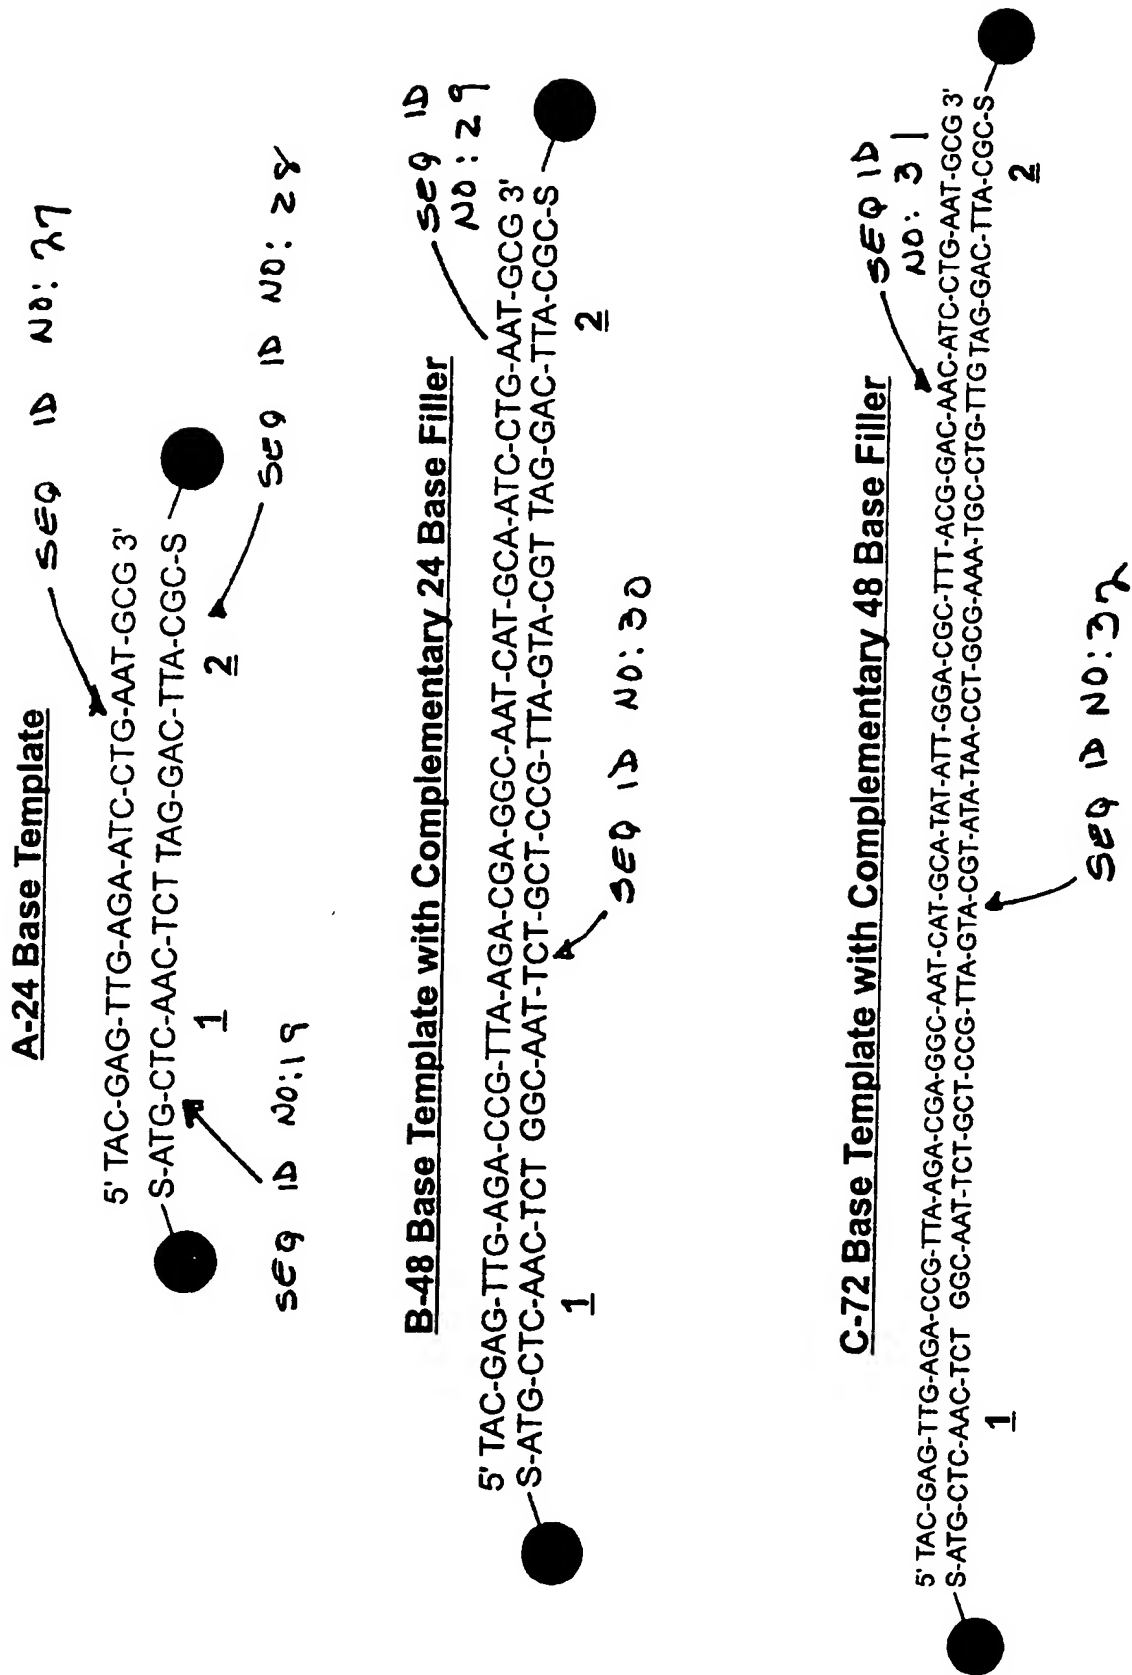 A-24 Base Template
SEQ ID NO: 27
5' TAC-GAG-TTG-AGA-ATC-CTG-AAT-GCG 3'
S-ATG-CTC-AAC-TCT TAG-GAC-TTA-CGC-S
1
2
SEQ ID NO:19
SEQ ID NO: 28
B-48 Base Template with Complementary 24 Base Filler
SEQ ID
NO:29
5' TAC-GAG-TTG-AGA-CCG-TTA-AGA-CGA-GGC-AAT-CAT-GCA-ATC-CTG-AAT-GCG 3'
S-ATG-CTC-AAC-TCT GGC-AAT-TCT-GCT-CCG-TTA-GTA-CGT TAG-GAC-TTA-CGC-S
1
2
SEQ ID NO:30
C-72 Base Template with Complementary 48 Base Filler
SEQ ID
NO: 31
5' TAC-GAG-TTG-AGA-CCG-TTA-AGA-CGA-GGC-AAT-CAT-GCA-TAT-ATT-GGA-CGC-TTT-ACG-GAC-AAC-ATC-CTG-AAT-GCG 3'
S-ATG-CTC-AAC-TCT GGC-AAT-TCT-GCT-CCG-TTA-GTA-CGT-ATA-TAA-CCT-GCG-AAA-TGC-CTG-TTG TAG-GAC-TTA-CGC-S
1
2
SEQ ID NO:32